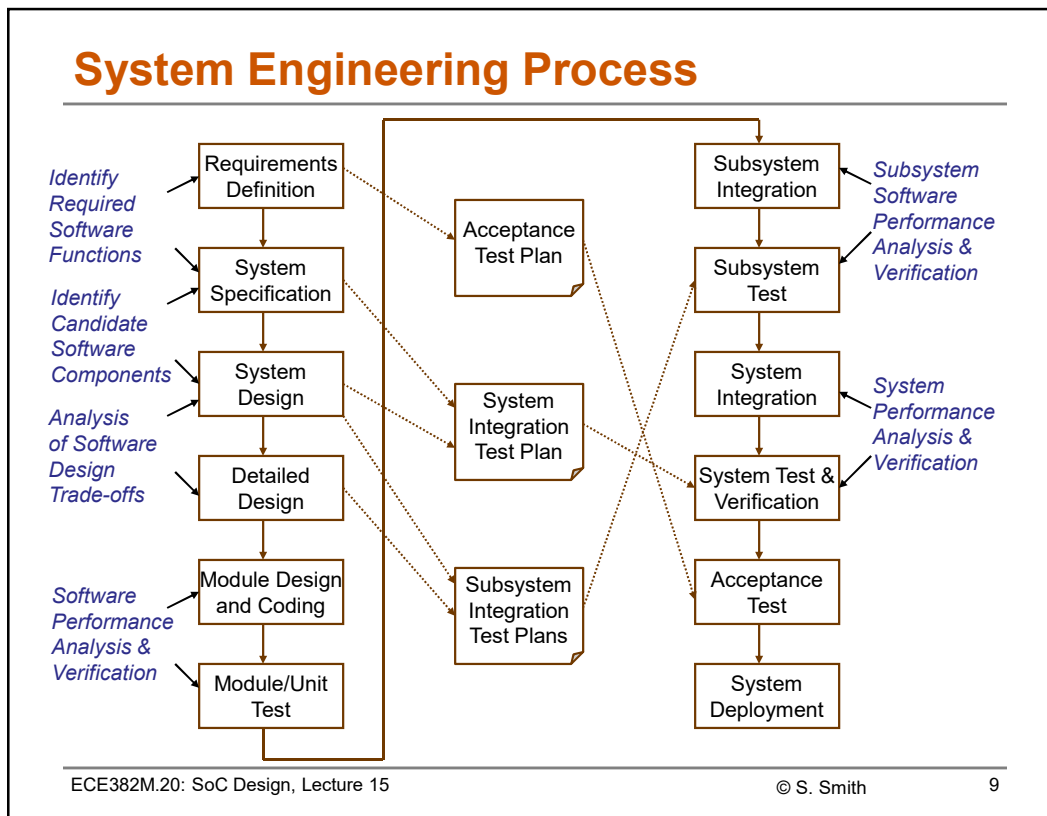 System Engineering Process
Identify
Required
Software
Functions
Identify
Candidate
Software
Components
Analysis
of Software
Design
Trade-offs
Software
Performance
Analysis &
Verification
Requirements
Definition
System
Specification
System
Design
Detailed
Design
Module Design
and Coding
Module/Unit
Test
Acceptance
Test Plan
System
Integration
Test Plan
Subsystem
Integration
Test Plans
Subsystem
Integration
Subsystem
Test
System
Integration
System Test &
Verification
Acceptance
Test
System
Deployment
Subsystem
Software
Performance
Analysis &
Verification
System
Performance
Analysis &
Verification
ECE382M.20: SoC Design, Lecture 15
© S. Smith
9